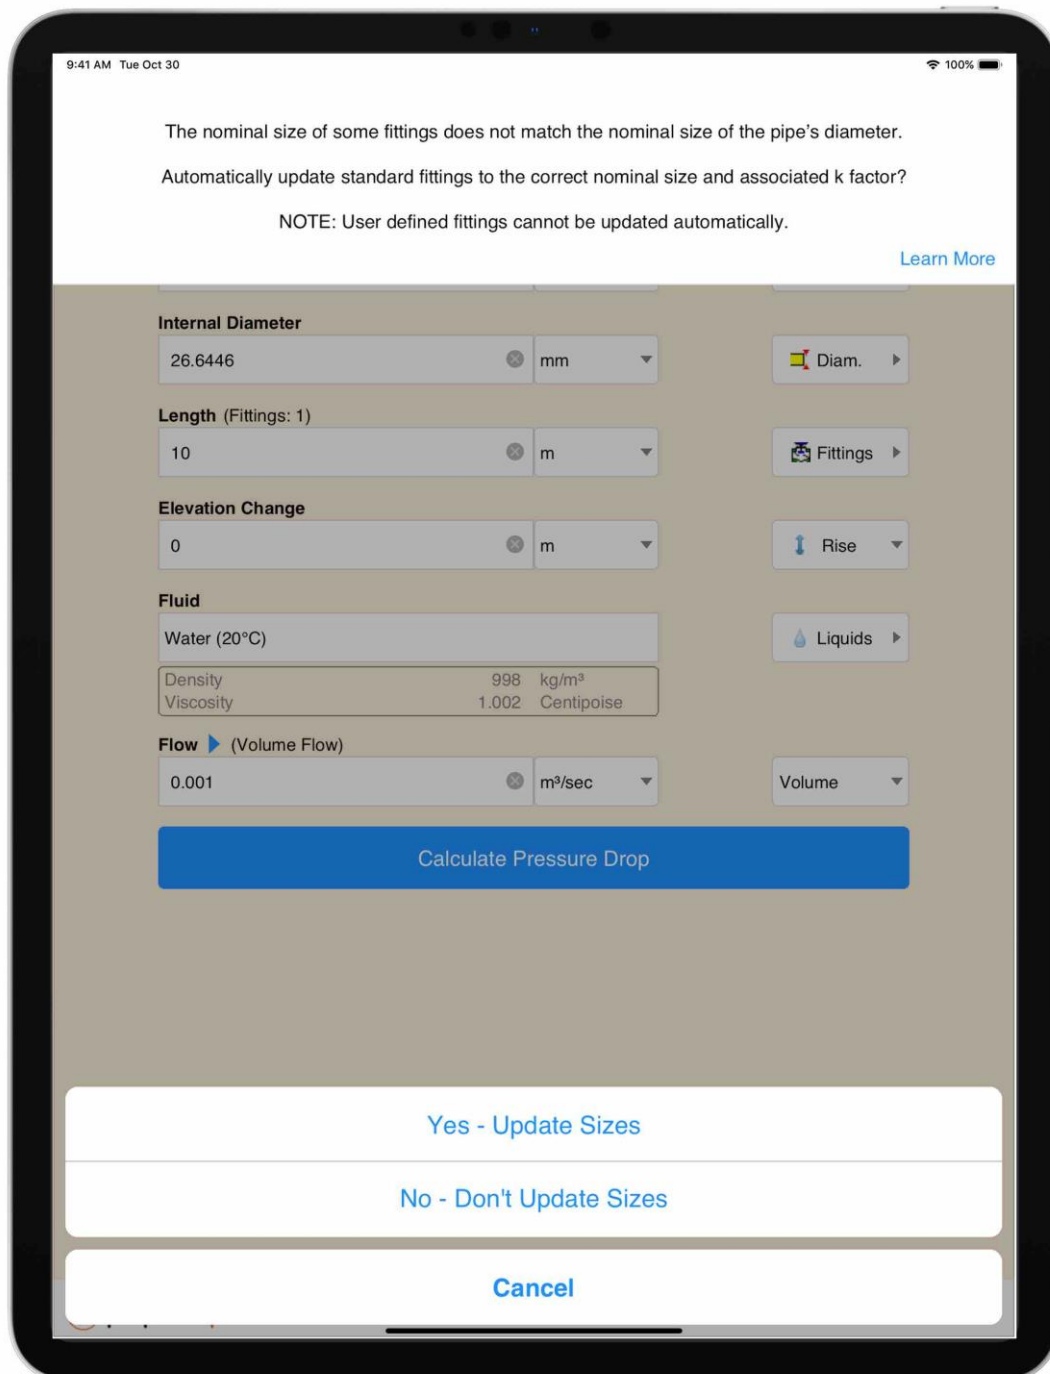 9:41 AM Tue Oct 30
100%
The nominal size of some fittings does not match the nominal size of the pipe’s diameter.
Automatically update standard fittings to the correct nominal size and associated k factor?
NOTE: User defined fittings cannot be updated automatically.
Learn More
Internal Diameter
26.6446 mm Diam.
Length (Fittings: 1)
10 m Fittings
Elevation Change
0 m Rise
Fluid
Water (20°C) Liquids
Density 998 kg/m³
Viscosity 1.002 Centipoise
Flow (Volume Flow)
0.001 m³/sec Volume
Calculate Pressure Drop
Yes - Update Sizes
No - Don't Update Sizes
Cancel